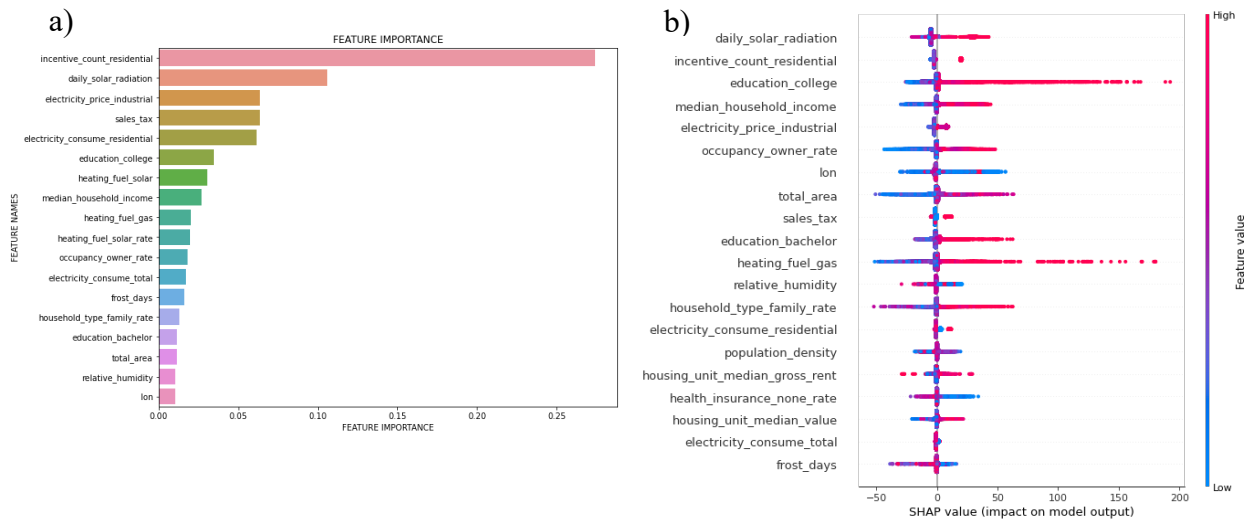 a)
FEATURE IMPORTANCE
FEATURE NAMES
incentive_count_residential
daily_solar_radiation
electricity_price_industrial
sales_tax
electricity_consume_residential
education_college
heating_fuel_solar
median_household_income
heating_fuel_gas
heating_fuel_solar_rate
occupancy_owner_rate
electricity_consume_total
frost_days
household_type_family_rate
education_bachelor
total_area
relative_humidity
lon
0.00 0.05 0.10 0.15 0.20 0.25
FEATURE IMPORTANCE
b)
daily_solar_radiation
incentive_count_residential
education_college
median_household_income
electricity_price_industrial
occupancy_owner_rate
lon
total_area
sales_tax
education_bachelor
heating_fuel_gas
relative_humidity
household_type_family_rate
electricity_consume_residential
population_density
housing_unit_median_gross_rent
health_insurance_none_rate
housing_unit_median_value
electricity_consume_total
frost_days
−50 0 50 100 150 200
SHAP value (impact on model output)
High
Feature value
Low